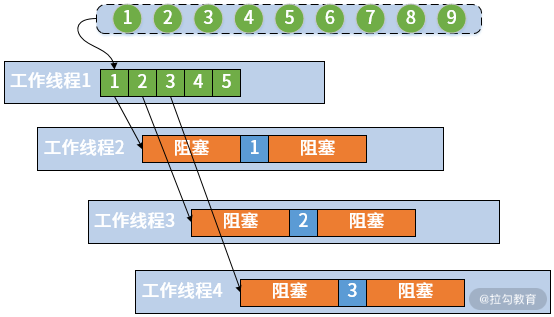 1 2 3 4 5 6 7 8 9
工作线程1 1 2 3 4 5
工作线程2 阻塞 1 阻塞
工作线程3 阻塞 2 阻塞
工作线程4 阻塞 3 阻塞
@拉勾教育